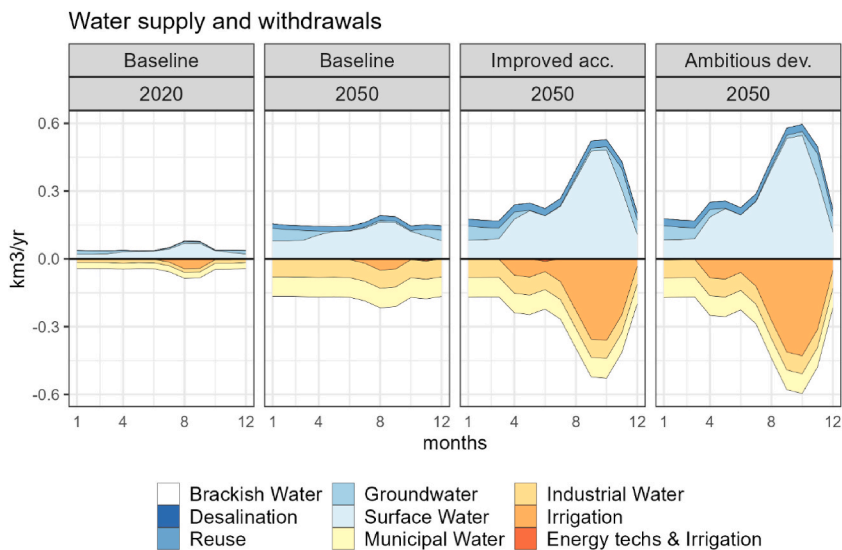 Water supply and withdrawals
Baseline Baseline Improved acc. Ambitious dev.
2020 2050 2050 2050
km3/yr
0.6
0.3
0.0
-0.3
-0.6
1 4 8 12 1 4 8 12 1 4 8 12 1 4 8 12
months
Brackish Water Groundwater Industrial Water
Desalination Surface Water Irrigation
Reuse Municipal Water Energy techs & Irrigation